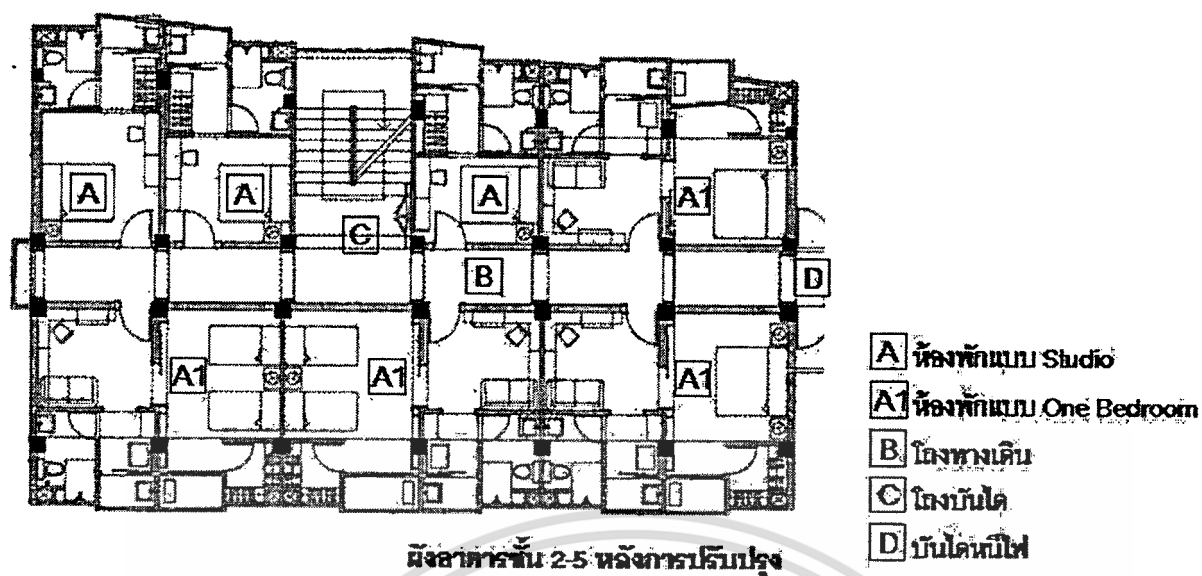 A A A A1
C
B D
A1 A1 A1
A ห้องพักแบบ Studio
A1 ห้องพักแบบ One Bedroom
B โถงทางเดิน
C โถงบันได
D บันไดหนีไฟ
ผังอาคารชั้น 2-5 หลังการปรับปรุง